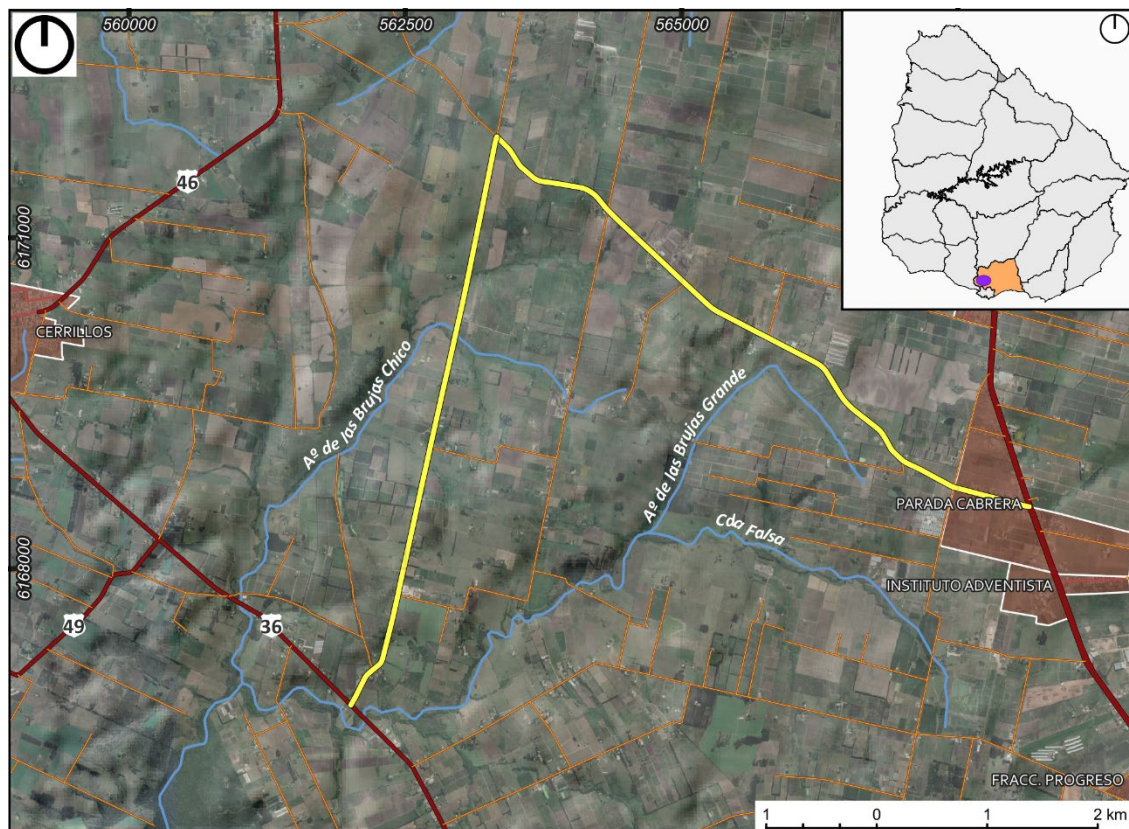 560000
562500
565000
6171000
6168000
46
CERRILLOS
Aº de las Brujas Chico
Aº de las Brujas Grande
Cda Falsa
PARADA CABRERA
INSTITUTO ADVENTISTA
49
36
FRACC. PROGRESO
1 0 1 2 km